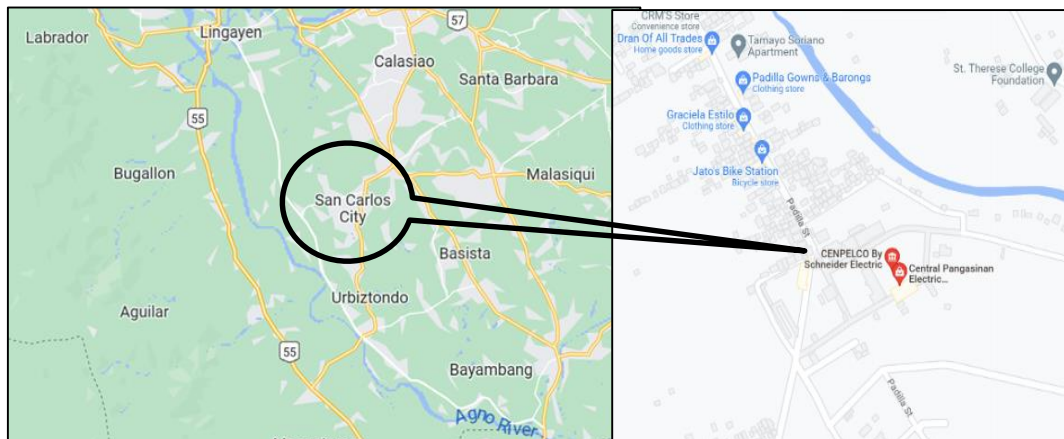 57
Labrador
Lingayen
Calasiao
Santa Barbara
55
Bugallon
Malasiqui
San Carlos
City
Basista
Urbiztondo
Aguilar
55
Bayambang
Agno River
CRM'S Store
Convenience store
Dran Of All Trades
Home goods store
Tamayo Soriano
Apartment
St. Therese College
Foundation
Padilla Gowns & Barongs
Clothing store
Graciela Estilo
Clothing store
Jato's Bike Station
Bicycle store
Padilla St
CENPELCO By
Schneider Electric
Central Pangasinan
Electric...
Padilla St